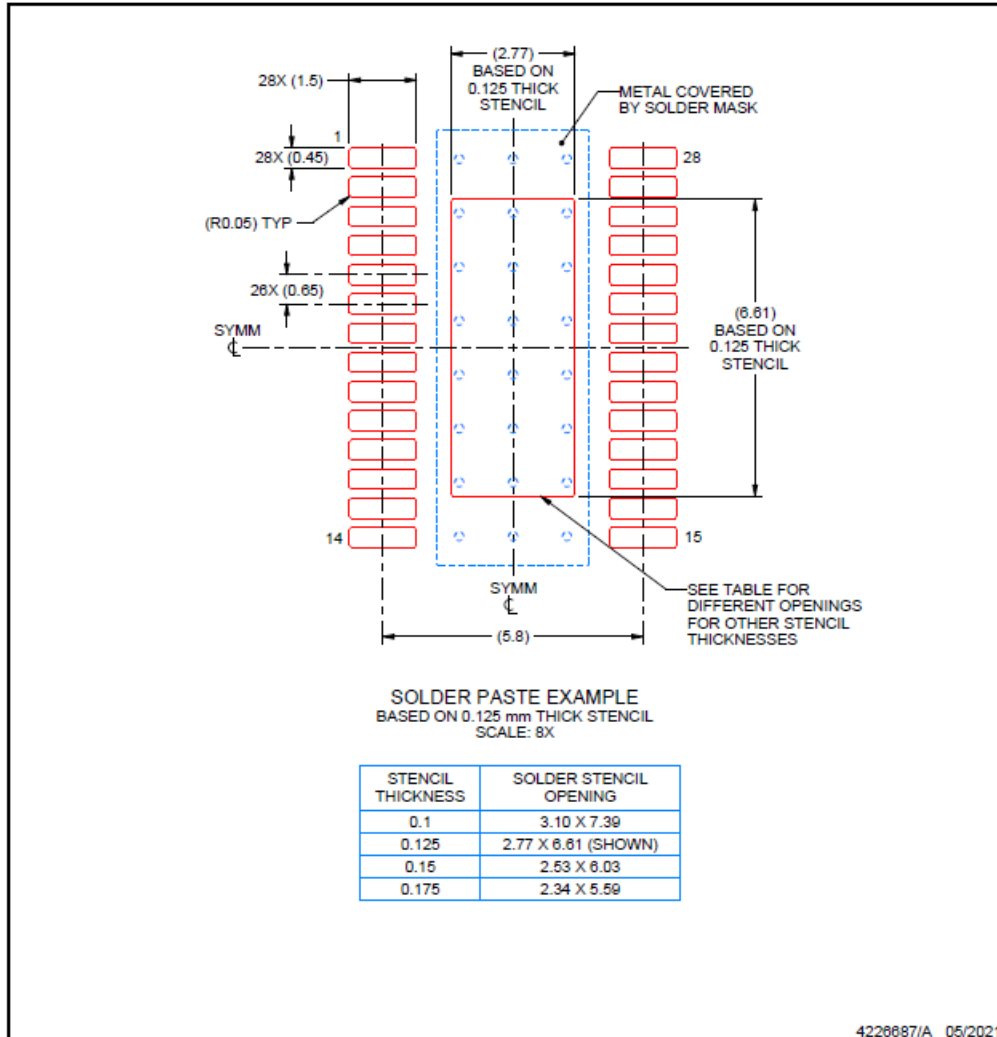 (2.77)
BASED ON
0.125 THICK
STENCIL
28X (1.5)
METAL COVERED
BY SOLDER MASK
1
28X (0.45)
28
(R0.05) TYP
26X (0.65)
(6.61)
BASED ON
0.125 THICK
STENCIL
SYMM
℄
14
15
SYMM
℄
SEE TABLE FOR
DIFFERENT OPENINGS
FOR OTHER STENCIL
THICKNESSES
(5.8)
SOLDER PASTE EXAMPLE
BASED ON 0.125 mm THICK STENCIL
SCALE: 8X
STENCIL THICKNESS
SOLDER STENCIL OPENING
0.1 3.10 X 7.39
0.125 2.77 X 6.61 (SHOWN)
0.15 2.53 X 6.03
0.175 2.34 X 5.59
4226687/A 05/2021